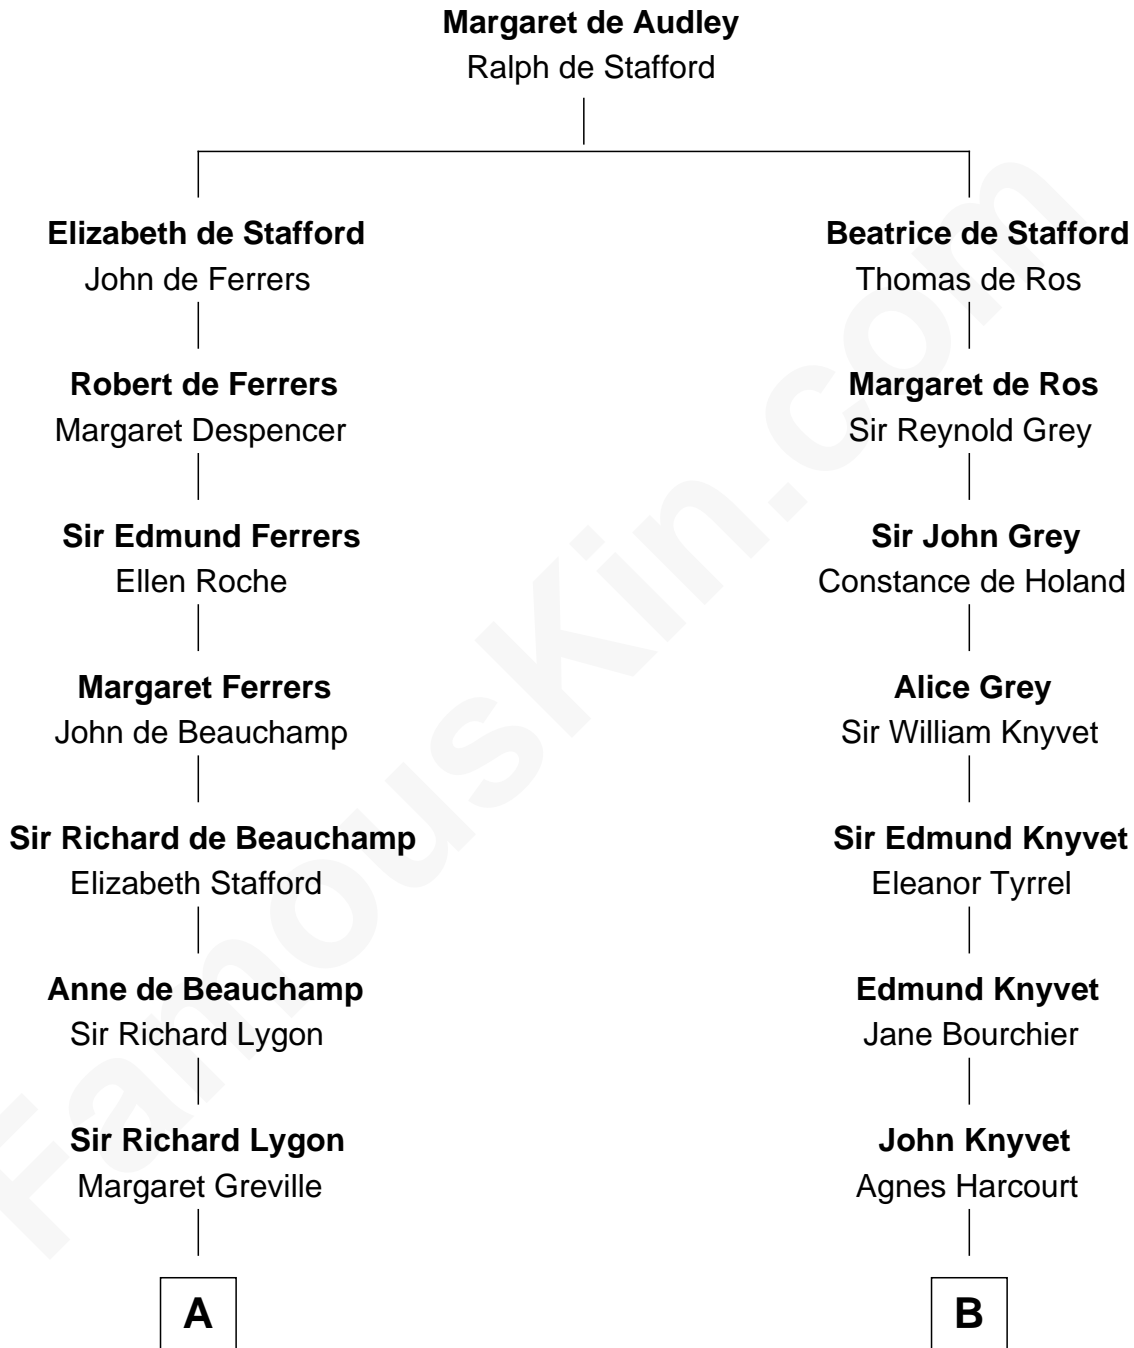 Margaret de Audley
Ralph de Stafford
Elizabeth de Stafford
John de Ferrers
Beatrice de Stafford
Thomas de Ros
Robert de Ferrers
Margaret Despencer
Margaret de Ros
Sir Reynold Grey
Sir Edmund Ferrers
Ellen Roche
Sir John Grey
Constance de Holand
Margaret Ferrers
John de Beauchamp
Alice Grey
Sir William Knyvet
Sir Richard de Beauchamp
Elizabeth Stafford
Sir Edmund Knyvet
Eleanor Tyrrel
Anne de Beauchamp
Sir Richard Lygon
Edmund Knyvet
Jane Bourchier
Sir Richard Lygon
Margaret Greville
John Knyvet
Agnes Harcourt
A
B
FamousKin.com